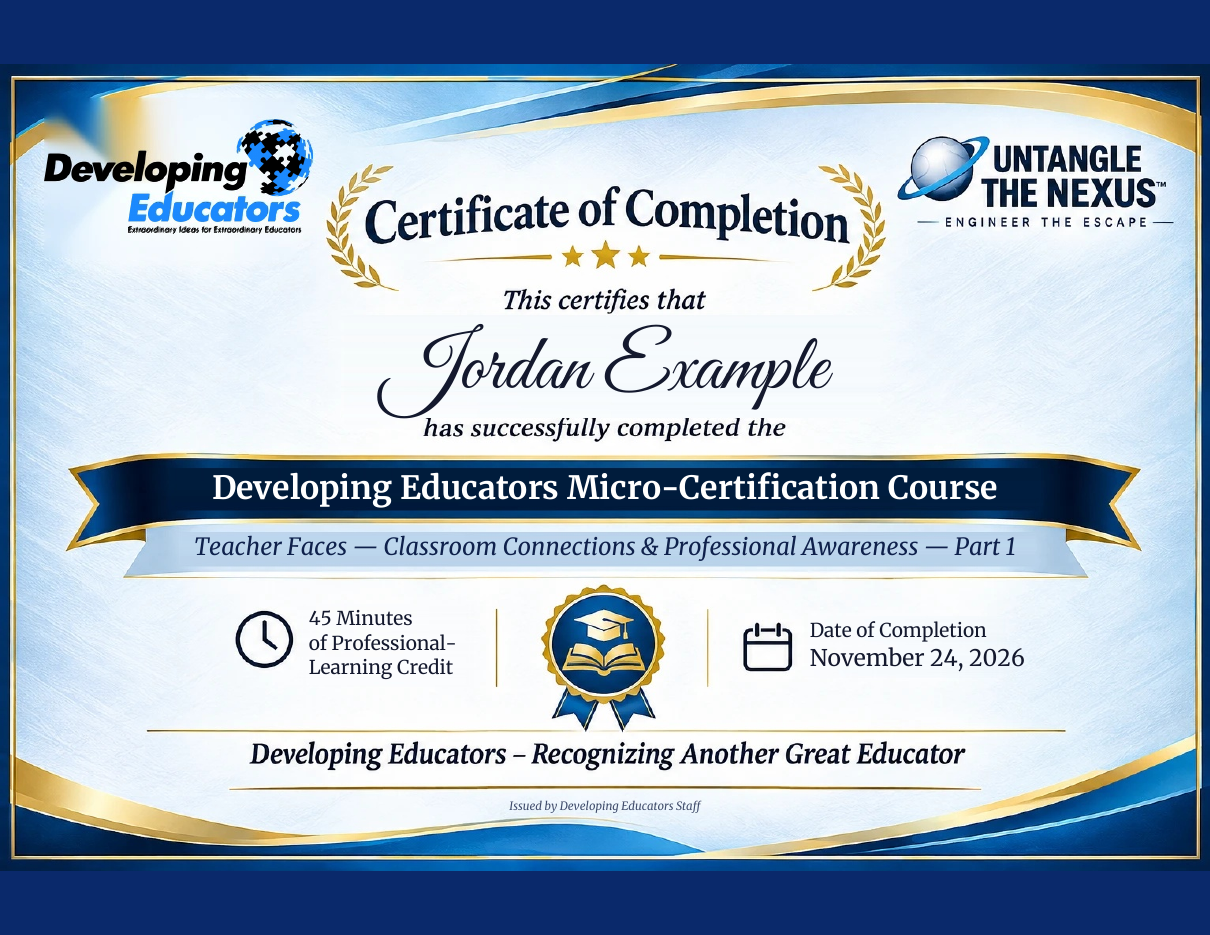 Developing
Educators
Extraordinary Ideas for Extraordinary Educators
UNTANGLE
THE NEXUS™
ENGINEER THE ESCAPE
Certificate of Completion
This certifies that
Jordan Example
has successfully completed the
Developing Educators Micro-Certification Course
Teacher Faces — Classroom Connections & Professional Awareness — Part 1
45 Minutes
of Professional-
Learning Credit
Date of Completion
November 24, 2026
Developing Educators – Recognizing Another Great Educator
Issued by Developing Educators Staff